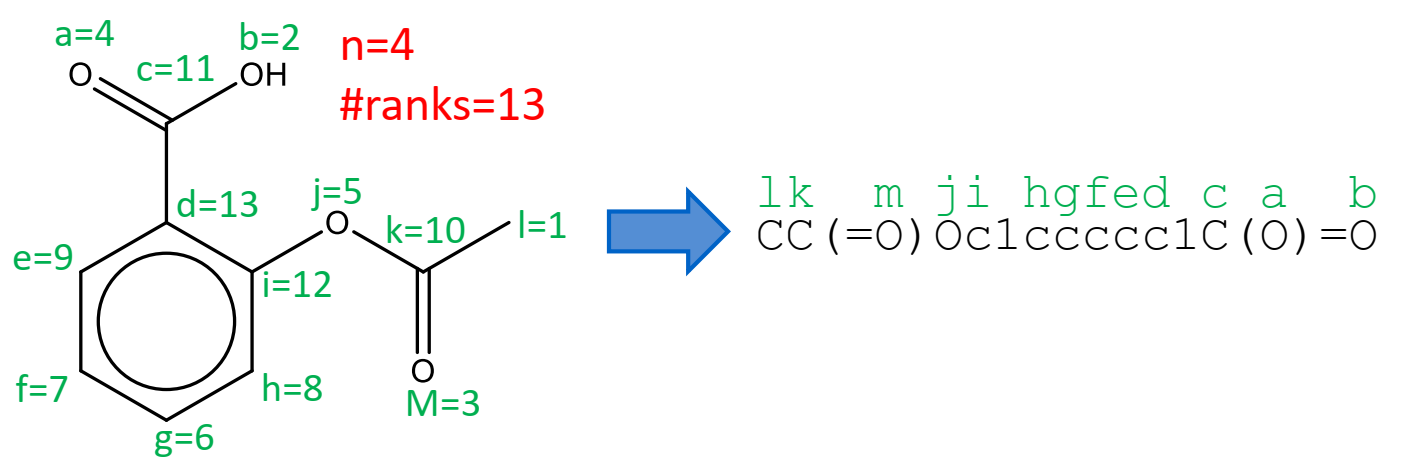 a=4
b=2
n=4
O
c=11
OH
#ranks=13
d=13
j=5
O
k=10
l=1
e=9
i=12
f=7
h=8
O
M=3
g=6
lk m ji hgfed c a b
CC(=O)Oc1ccccc1C(O)=O